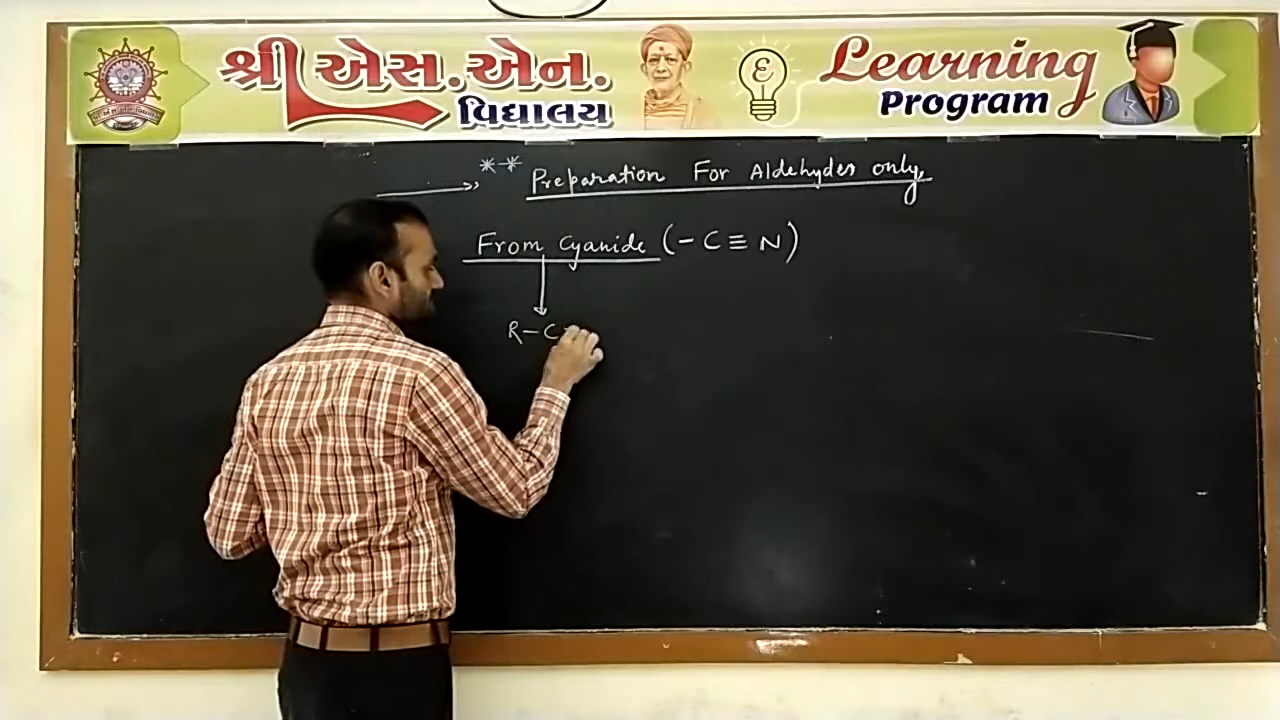 શ્રી એસ.એન.
વિદ્યાલય
Learning
Program
** Preparation For Aldehydes only,
From Cyanide (-C≡N)
R-C